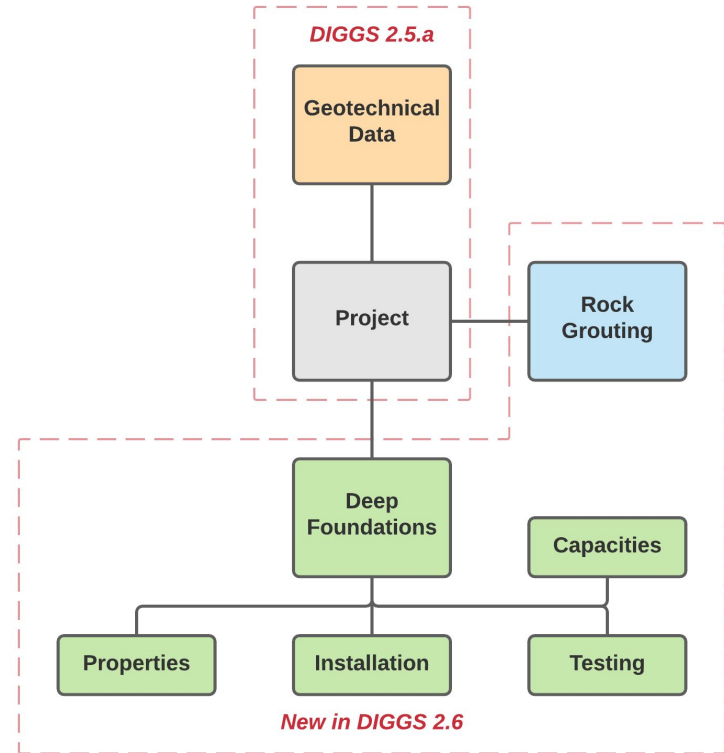 DIGGS 2.5.a
Geotechnical
Data
Project
Rock
Grouting
Deep
Foundations
Capacities
Properties
Installation
Testing
New in DIGGS 2.6